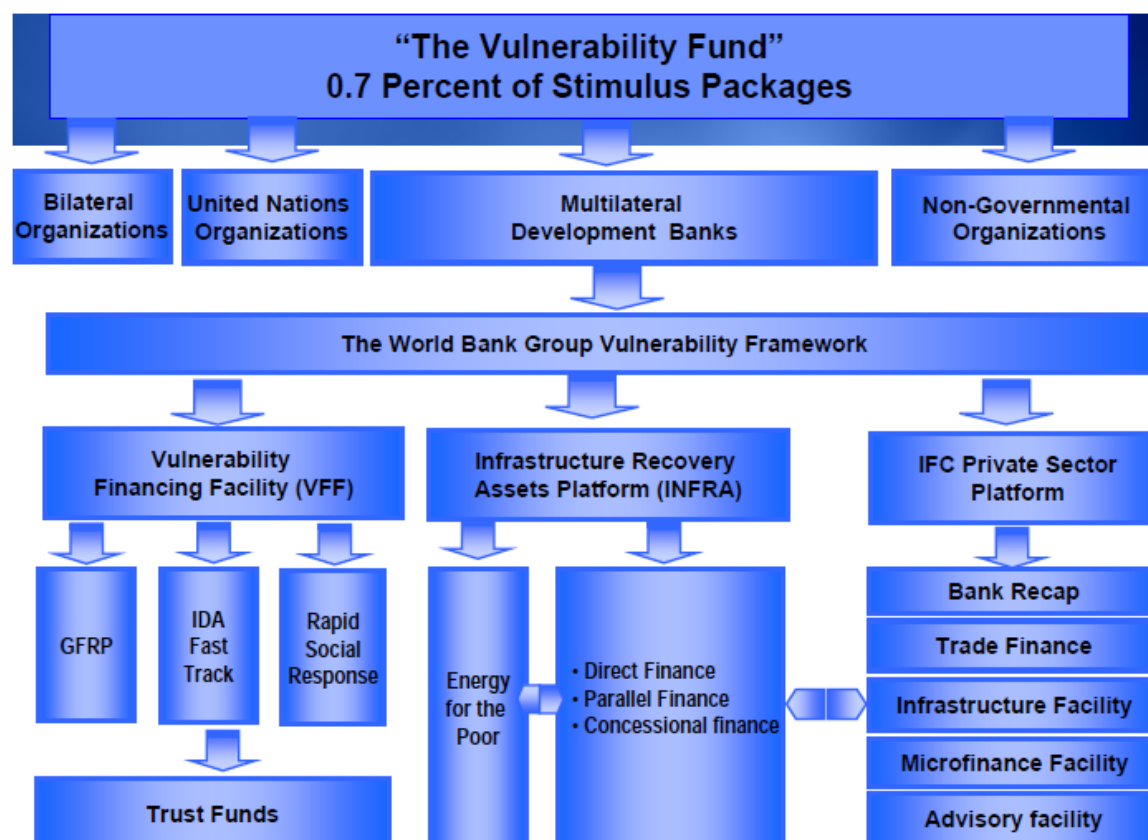 “The Vulnerability Fund”
0.7 Percent of Stimulus Packages
Bilateral
Organizations
United Nations
Organizations
Multilateral
Development Banks
Non-Governmental
Organizations
The World Bank Group Vulnerability Framework
Vulnerability
Financing Facility (VFF)
Infrastructure Recovery
Assets Platform (INFRA)
IFC Private Sector
Platform
GFRP
IDA
Fast
Track
Rapid
Social
Response
Trust Funds
Energy
for the
Poor
• Direct Finance
• Parallel Finance
• Concessional finance
Bank Recap
Trade Finance
Infrastructure Facility
Microfinance Facility
Advisory facility